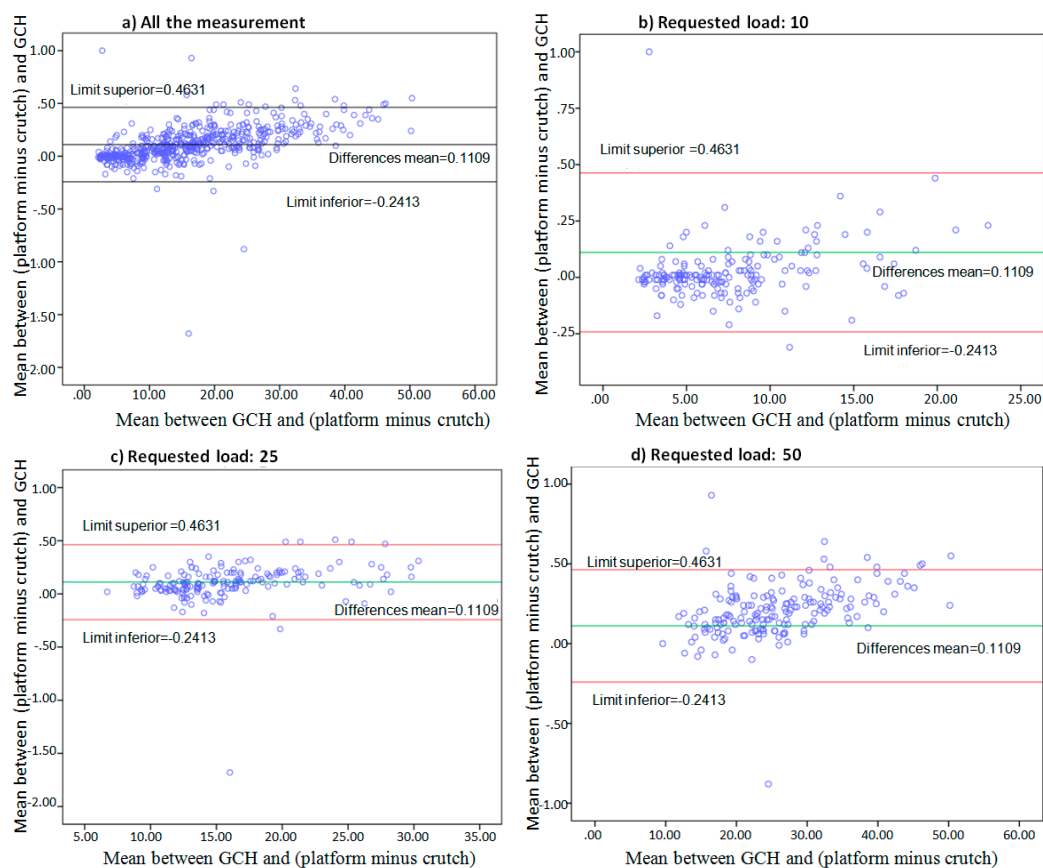 a) All the measurement
Mean between (platform minus crutch) and GCH
1.00
.50
.00
-.50
-1.00
-1.50
-2.00
Limit superior=0.4631
Differences mean=0.1109
Limit inferior=-0.2413
.00 10.00 20.00 30.00 40.00 50.00 60.00
Mean between GCH and (platform minus crutch)
b) Requested load: 10
Mean between (platform minus crutch) and GCH
1.00
.75
.50
.25
.00
-.25
Limit superior =0.4631
Differences mean=0.1109
Limit inferior=-0.2413
.00 5.00 10.00 15.00 20.00 25.00
Mean between GCH and (platform minus crutch)
c) Requested load: 25
Mean between (platform minus crutch) and GCH
1.00
.50
.00
-.50
-1.00
-1.50
-2.00
Limit superior =0.4631
Differences mean=0.1109
Limit inferior=-0.2413
5.00 10.00 15.00 20.00 25.00 30.00 35.00
Mean between GCH and (platform minus crutch)
d) Requested load: 50
Mean between (platform minus crutch) and GCH
1.00
.50
.00
-.50
-1.00
Limit superior=0.4631
Differences mean=0.1109
Limit inferior=-0.2413
.00 10.00 20.00 30.00 40.00 50.00 60.00
Mean between GCH and (platform minus crutch)